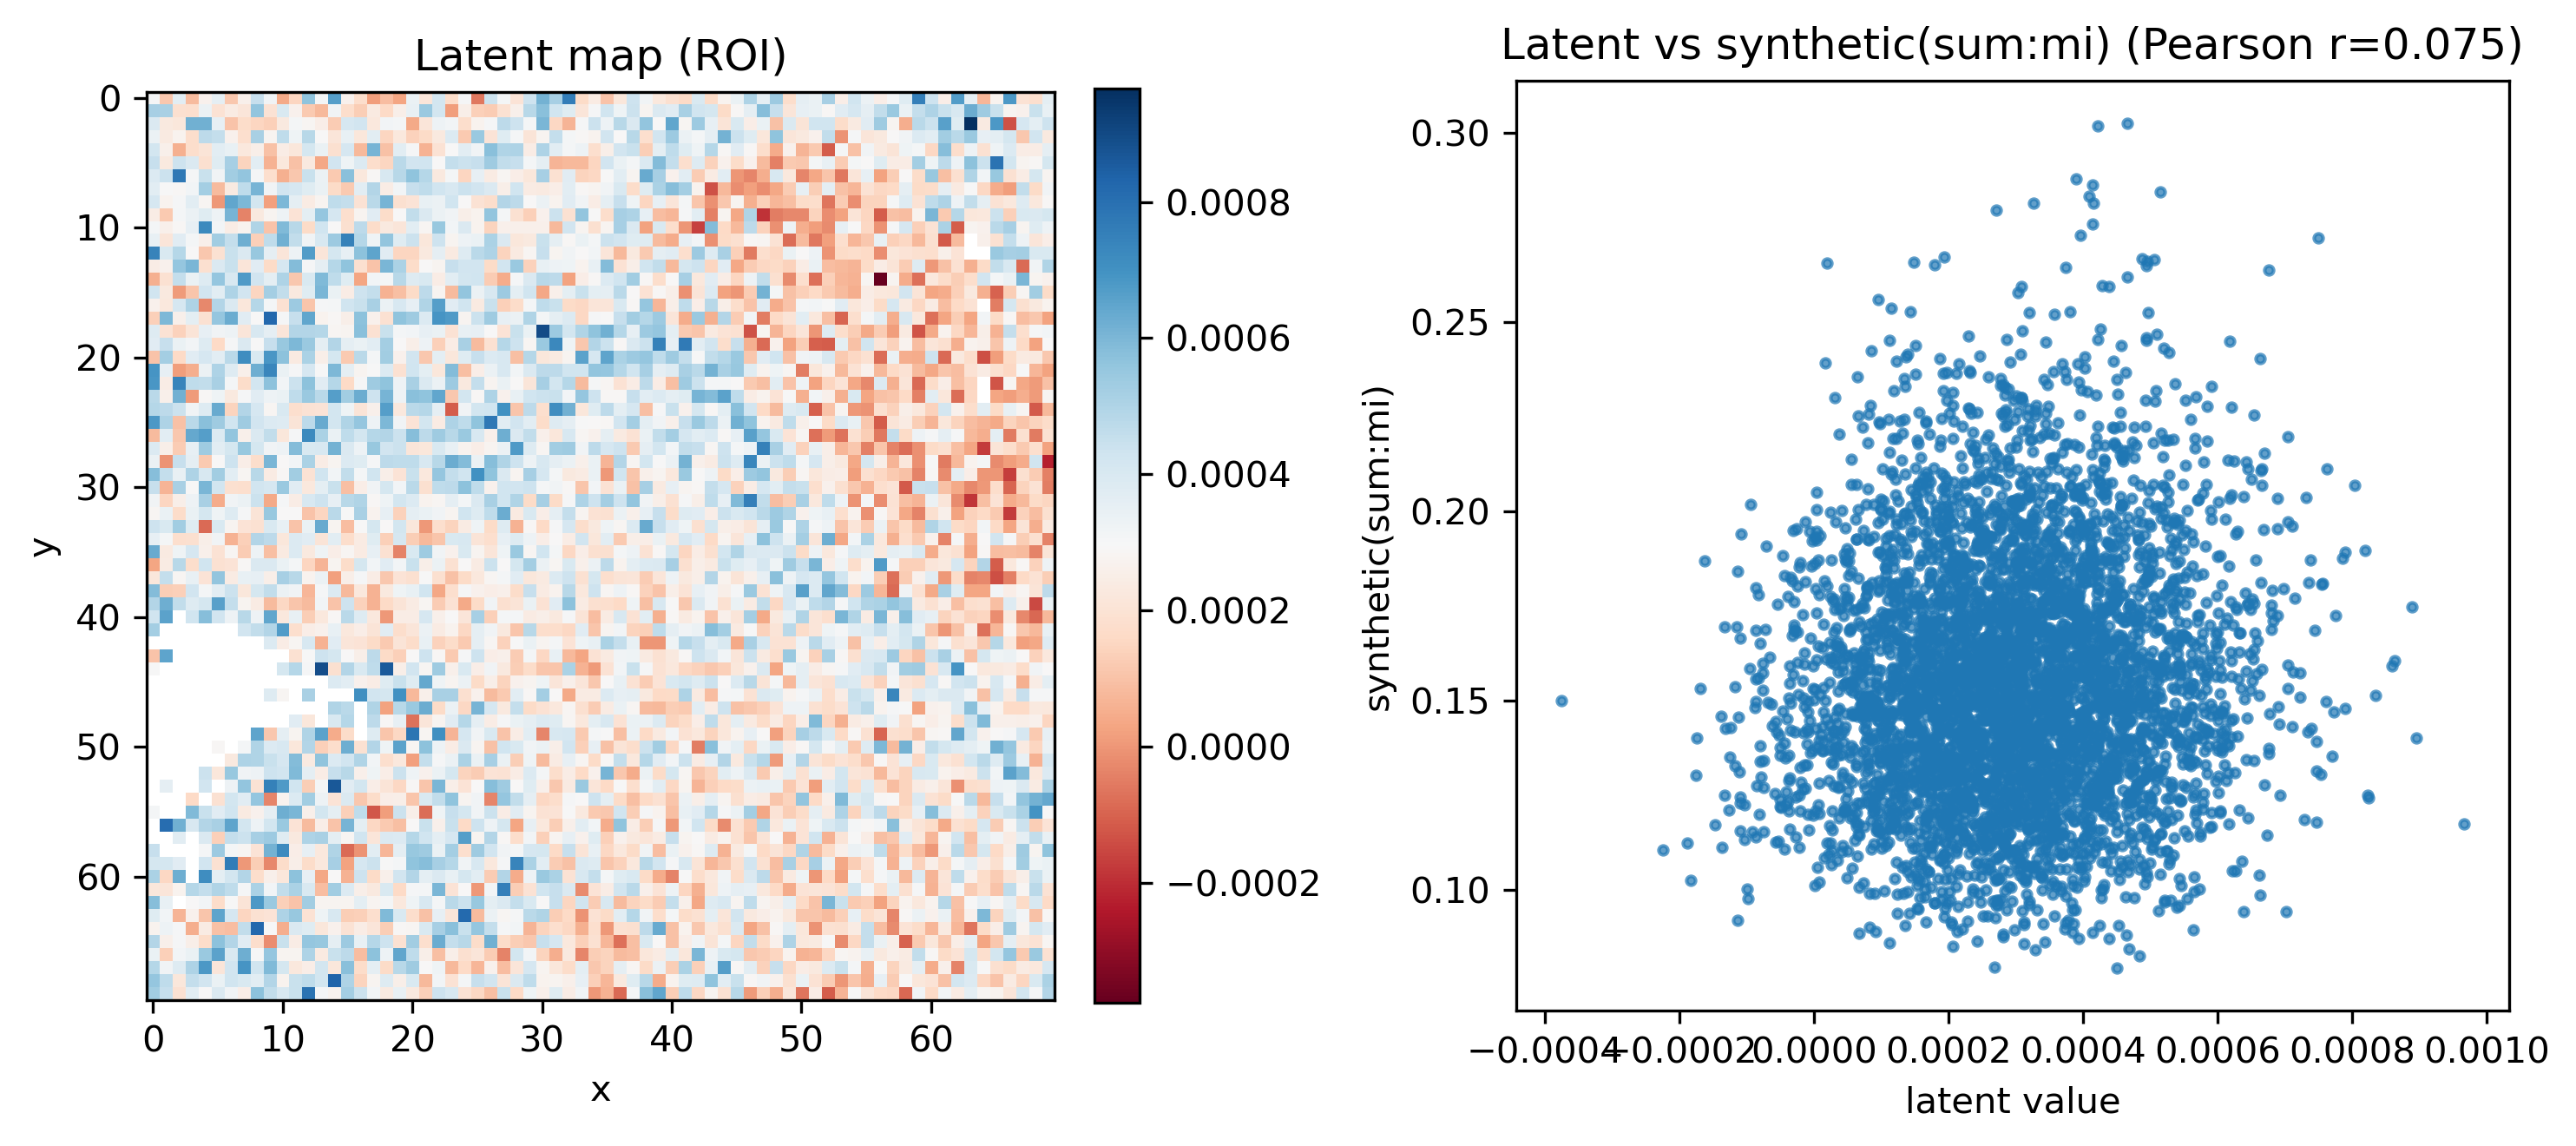 Latent map (ROI)
0
10
20
30
40
50
60
y
0 10 20 30 40 50 60
x
0.0008
0.0006
0.0004
0.0002
0.0000
−0.0002
Latent vs synthetic(sum:mi) (Pearson r=0.075)
0.30
0.25
0.20
0.15
0.10
synthetic(sum:mi)
−0.0004 −0.0002 0.0000 0.0002 0.0004 0.0006 0.0008 0.0010
latent value